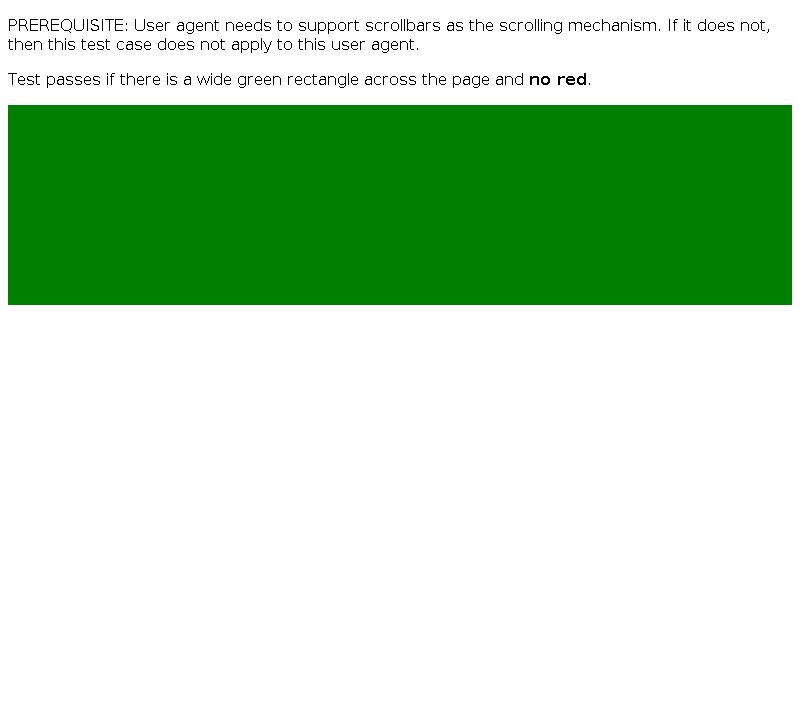 PREREQUISITE: User agent needs to support scrollbars as the scrolling mechanism. If it does not,
then this test case does not apply to this user agent.
Test passes if there is a wide green rectangle across the page and no red.